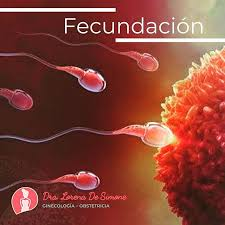 Fecundación
Dra. Lorena De Simone
GINECOLOGÍA - OBSTETRICIA